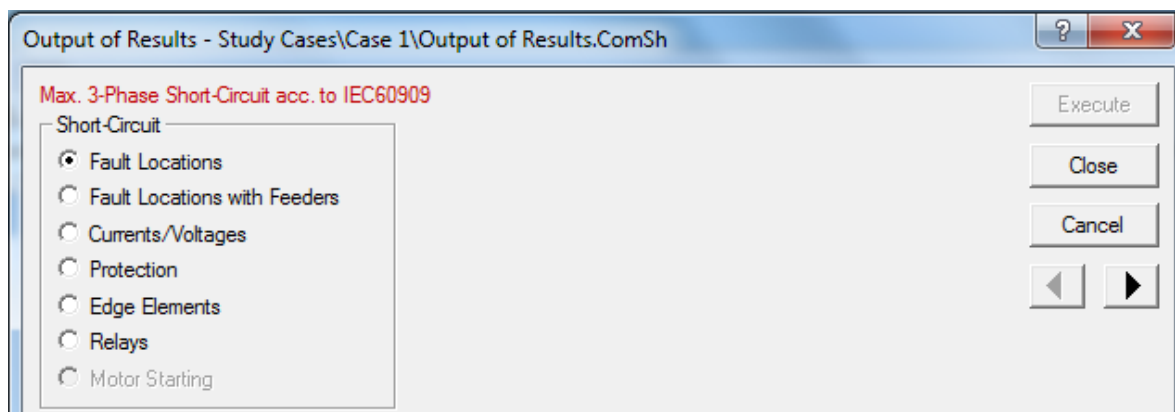 Output of Results - Study Cases\Case 1\Output of Results.ComSh
?
X
Max. 3-Phase Short-Circuit acc. to IEC60909
Execute
Short-Circuit
Fault Locations
Close
Fault Locations with Feeders
Currents/Voltages
Cancel
Protection
Edge Elements
Relays
Motor Starting